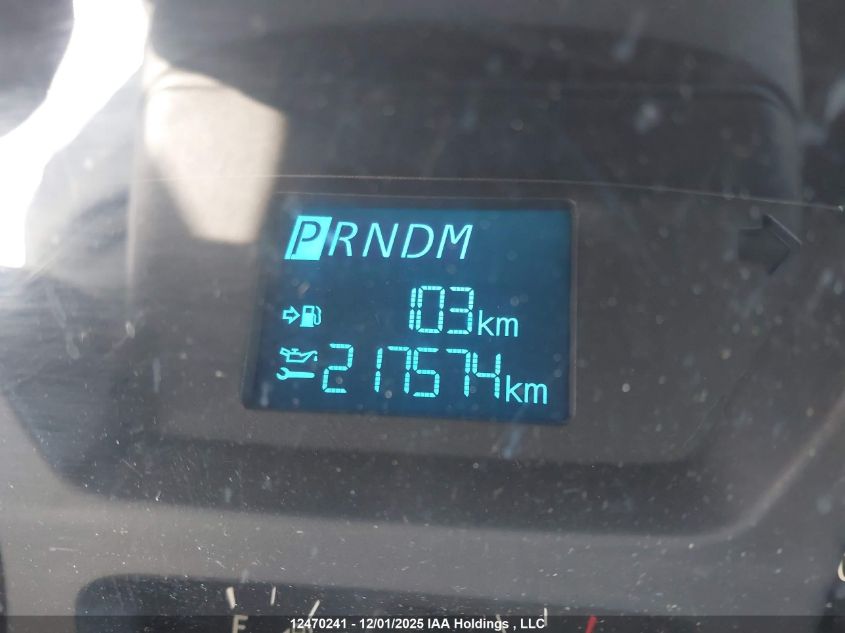 PRNDM
103km
217574km
F
12470241 - 12/01/2025 IAA Holdings , LLC